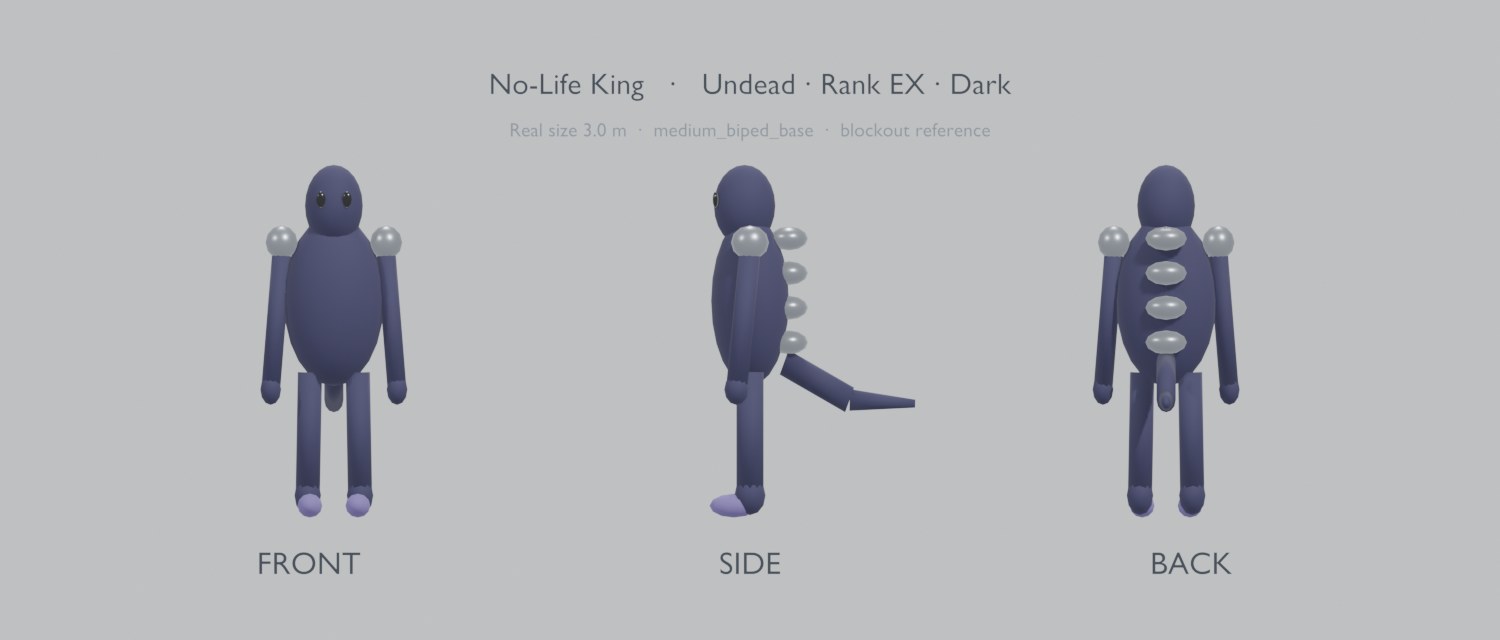 No-Life King · Undead · Rank EX · Dark
Real size 3.0 m · medium_biped_base · blockout reference
FRONT
SIDE
BACK